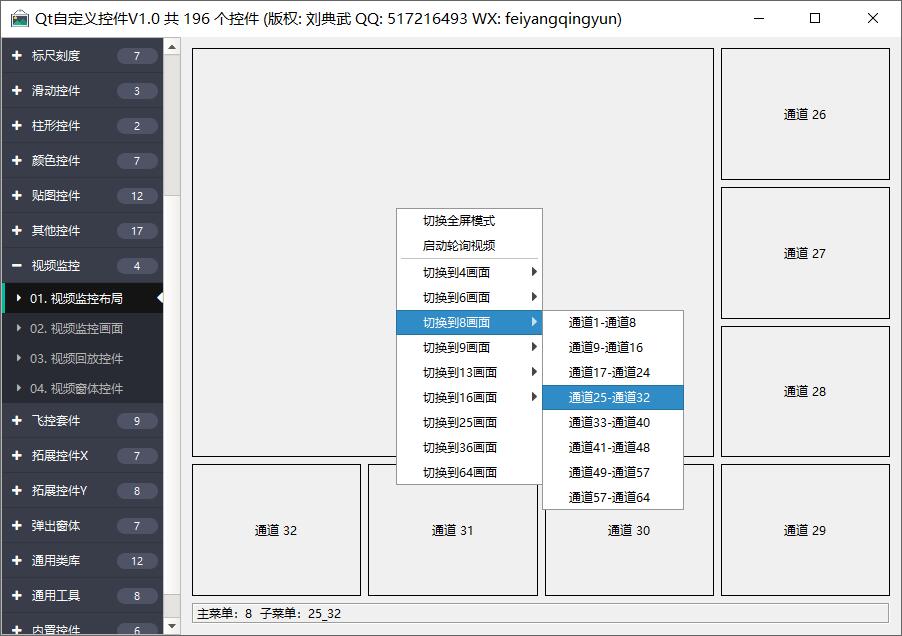 Qt自定义控件V1.0 共 196 个控件 (版权: 刘典武 QQ: 517216493 WX: feiyangqingyun)
标尺刻度 7
滑动控件 3
柱形控件 2
颜色控件 7
贴图控件 12
其他控件 17
视频监控 4
01. 视频监控布局
02. 视频监控画面
03. 视频回放控件
04. 视频窗体控件
飞控套件 9
拓展控件X 7
拓展控件Y 8
弹出窗体 7
通用类库 12
通用工具 8
内置控件 6
切换全屏模式
启动轮询视频
切换到4画面
切换到6画面
切换到8画面
切换到9画面
切换到13画面
切换到16画面
切换到25画面
切换到36画面
切换到64画面
通道1-通道8
通道9-通道16
通道17-通道24
通道25-通道32
通道33-通道40
通道41-通道48
通道49-通道57
通道57-通道64
通道 26
通道 27
通道 28
通道 32
通道 31
通道 30
通道 29
主菜单: 8 子菜单: 25_32